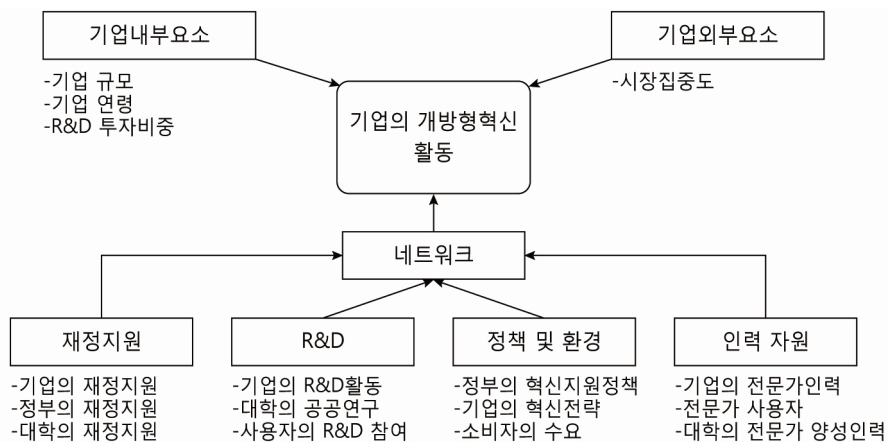 기업내부요소
-기업 규모
-기업 연령
-R&D 투자비중
기업외부요소
-시장집중도
기업의 개방형혁신
활동
네트워크
재정지원
-기업의 재정지원
-정부의 재정지원
-대학의 재정지원
R&D
-기업의 R&D활동
-대학의 공공연구
-사용자의 R&D 참여
정책 및 환경
-정부의 혁신지원정책
-기업의 혁신전략
-소비자의 수요
인력 자원
-기업의 전문가인력
-전문가 사용자
-대학의 전문가 양성인력